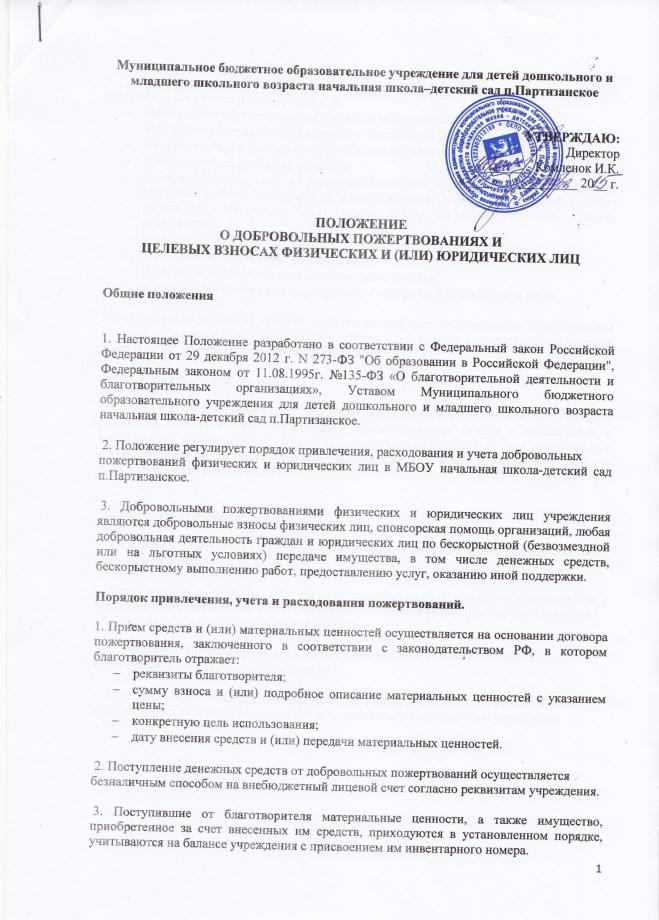 Муниципальное бюджетное образовательное учреждение для детей дошкольного и
младшего школьного возраста начальная школа–детский сад п.Партизанское
УТВЕРЖДАЮ:
Директор
Комленок И.К.
20 15 г.
ПОЛОЖЕНИЕ
О ДОБРОВОЛЬНЫХ ПОЖЕРТВОВАНИЯХ И
ЦЕЛЕВЫХ ВЗНОСАХ ФИЗИЧЕСКИХ И (ИЛИ) ЮРИДИЧЕСКИХ ЛИЦ
Общие положения
1. Настоящее Положение разработано в соответствии с Федеральный закон Российской
Федерации от 29 декабря 2012 г. N 273-ФЗ "Об образовании в Российской Федерации",
Федеральным законом от 11.08.1995г. №135-ФЗ «О благотворительной деятельности и
благотворительных организациях», Уставом Муниципального бюджетного
образовательного учреждения для детей дошкольного и младшего школьного возраста
начальная школа-детский сад п.Партизанское.
2. Положение регулирует порядок привлечения, расходования и учета добровольных
пожертвований физических и юридических лиц в МБОУ начальная школа-детский сад
п.Партизанское.
3. Добровольными пожертвованиями физических и юридических лиц учреждения
являются добровольные взносы физических лиц, спонсорская помощь организаций, любая
добровольная деятельность граждан и юридических лиц по бескорыстной (безвозмездной
или на льготных условиях) передаче имущества, в том числе денежных средств,
бескорыстному выполнению работ, предоставлению услуг, оказанию иной поддержки.
Порядок привлечения, учета и расходования пожертвований.
1. Прием средств и (или) материальных ценностей осуществляется на основании договора
пожертвования, заключенного в соответствии с законодательством РФ, в котором
благотворитель отражает:
– реквизиты благотворителя;
– сумму взноса и (или) подробное описание материальных ценностей с указанием
цены;
– конкретную цель использования;
– дату внесения средств и (или) передачи материальных ценностей.
2. Поступление денежных средств от добровольных пожертвований осуществляется
безналичным способом на внебюджетный лицевой счет согласно реквизитам учреждения.
3. Поступившие от благотворителя материальные ценности, а также имущество,
приобретенное за счет внесенных им средств, приходуются в установленном порядке,
учитываются на балансе учреждения с присвоением им инвентарного номера.
1